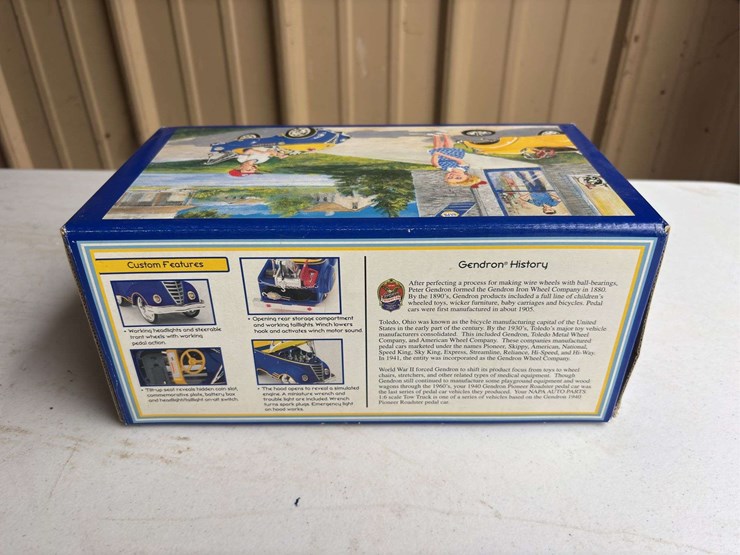 Custom Features
• Working headlights and steerable
front wheels with working
pedal action.
• Opening rear storage compartment
and working taillights. Winch lowers
hook and activates winch motor sound.
• Tip-up seat reveals hidden coin slot,
commemorative plate, battery box
and headlight/taillight on-off switch.
• The hood opens to reveal a simulated
engine. A miniature wrench and
trouble light are included. Wrench
turns spark plugs. Emergency light
on hood works.
Gendron® History
After perfecting a process for making wire wheels with ball-bearings,
Peter Gendron formed the Gendron Iron Wheel Company in 1880.
By the 1890's, Gendron products included a full line of children's
wheeled toys, wicker furniture, baby carriages and bicycles. Pedal
cars were first manufactured in about 1905.
Toledo, Ohio was known as the bicycle manufacturing capital of the United
States in the early part of the century. By the 1930's, Toledo's major toy vehicle
manufacturers consolidated. This included Gendron, Toledo Metal Wheel
Company, and American Wheel Company. These companies manufactured
pedal cars marketed under the names Pioneer, Skippy, American, National,
Speed King, Sky King, Express, Streamline, Reliance, Hi-Speed, and Hi-Way.
In 1941, the entity was incorporated as the Gendron Wheel Company.
World War II forced Gendron to shift its product focus from toys to wheel
chairs, stretchers, and other related types of medical equipment. Though
Gendron still continued to manufacture some playground equipment and wood
wagons through the 1960's, your 1940 Gendron Pioneer Roadster pedal car was
the last series of pedal car vehicles they produced. Your NAPA AUTO PARTS
1:6 scale Tow Truck is one of a series of vehicles based on the Gendron 1940
Pioneer Roadster pedal car.